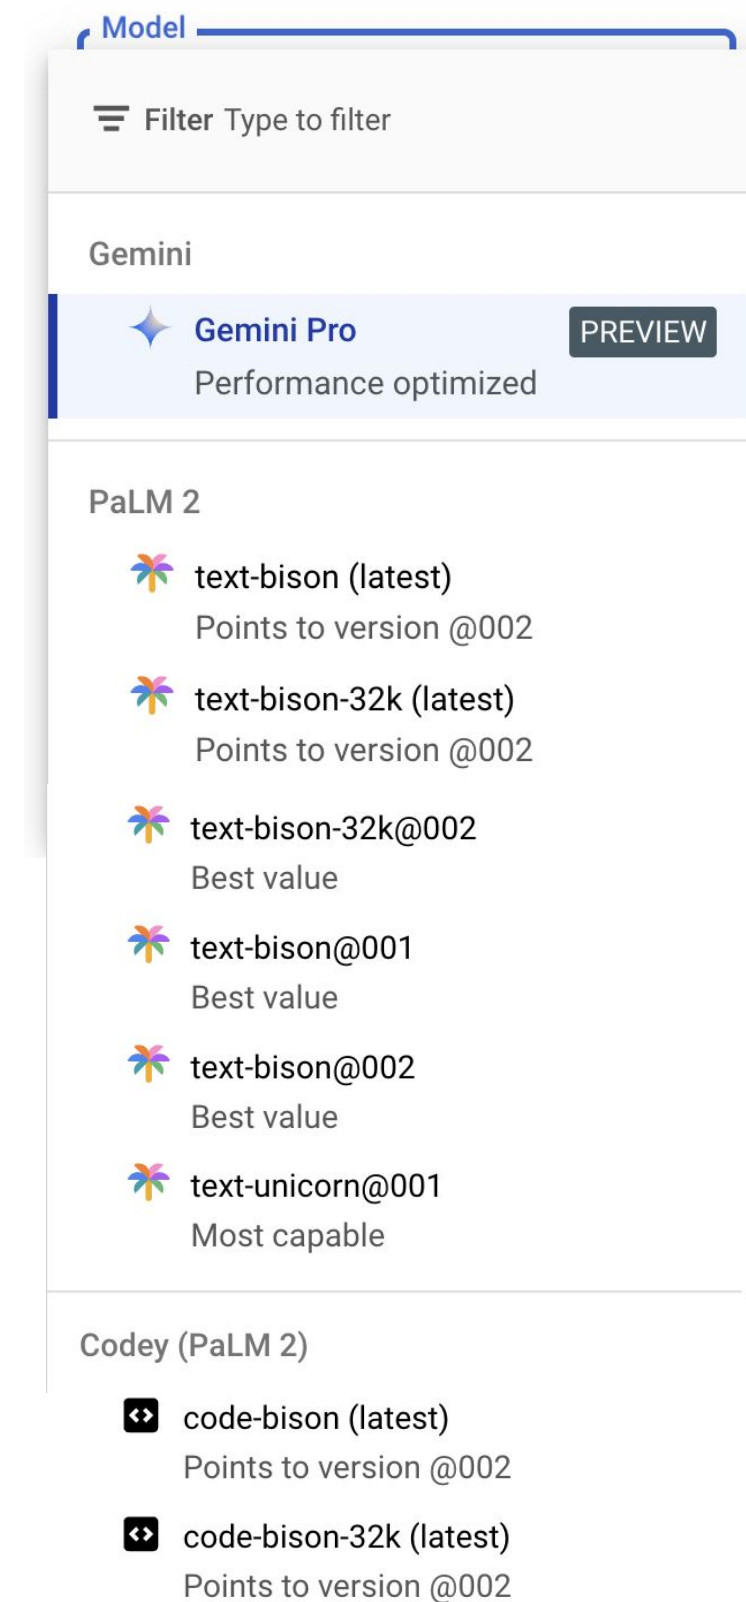 Model
Filter Type to filter
Gemini
Gemini Pro PREVIEW
Performance optimized
PaLM 2
text-bison (latest)
Points to version @002
text-bison-32k (latest)
Points to version @002
text-bison-32k@002
Best value
text-bison@001
Best value
text-bison@002
Best value
text-unicorn@001
Most capable
Codey (PaLM 2)
code-bison (latest)
Points to version @002
code-bison-32k (latest)
Points to version @002